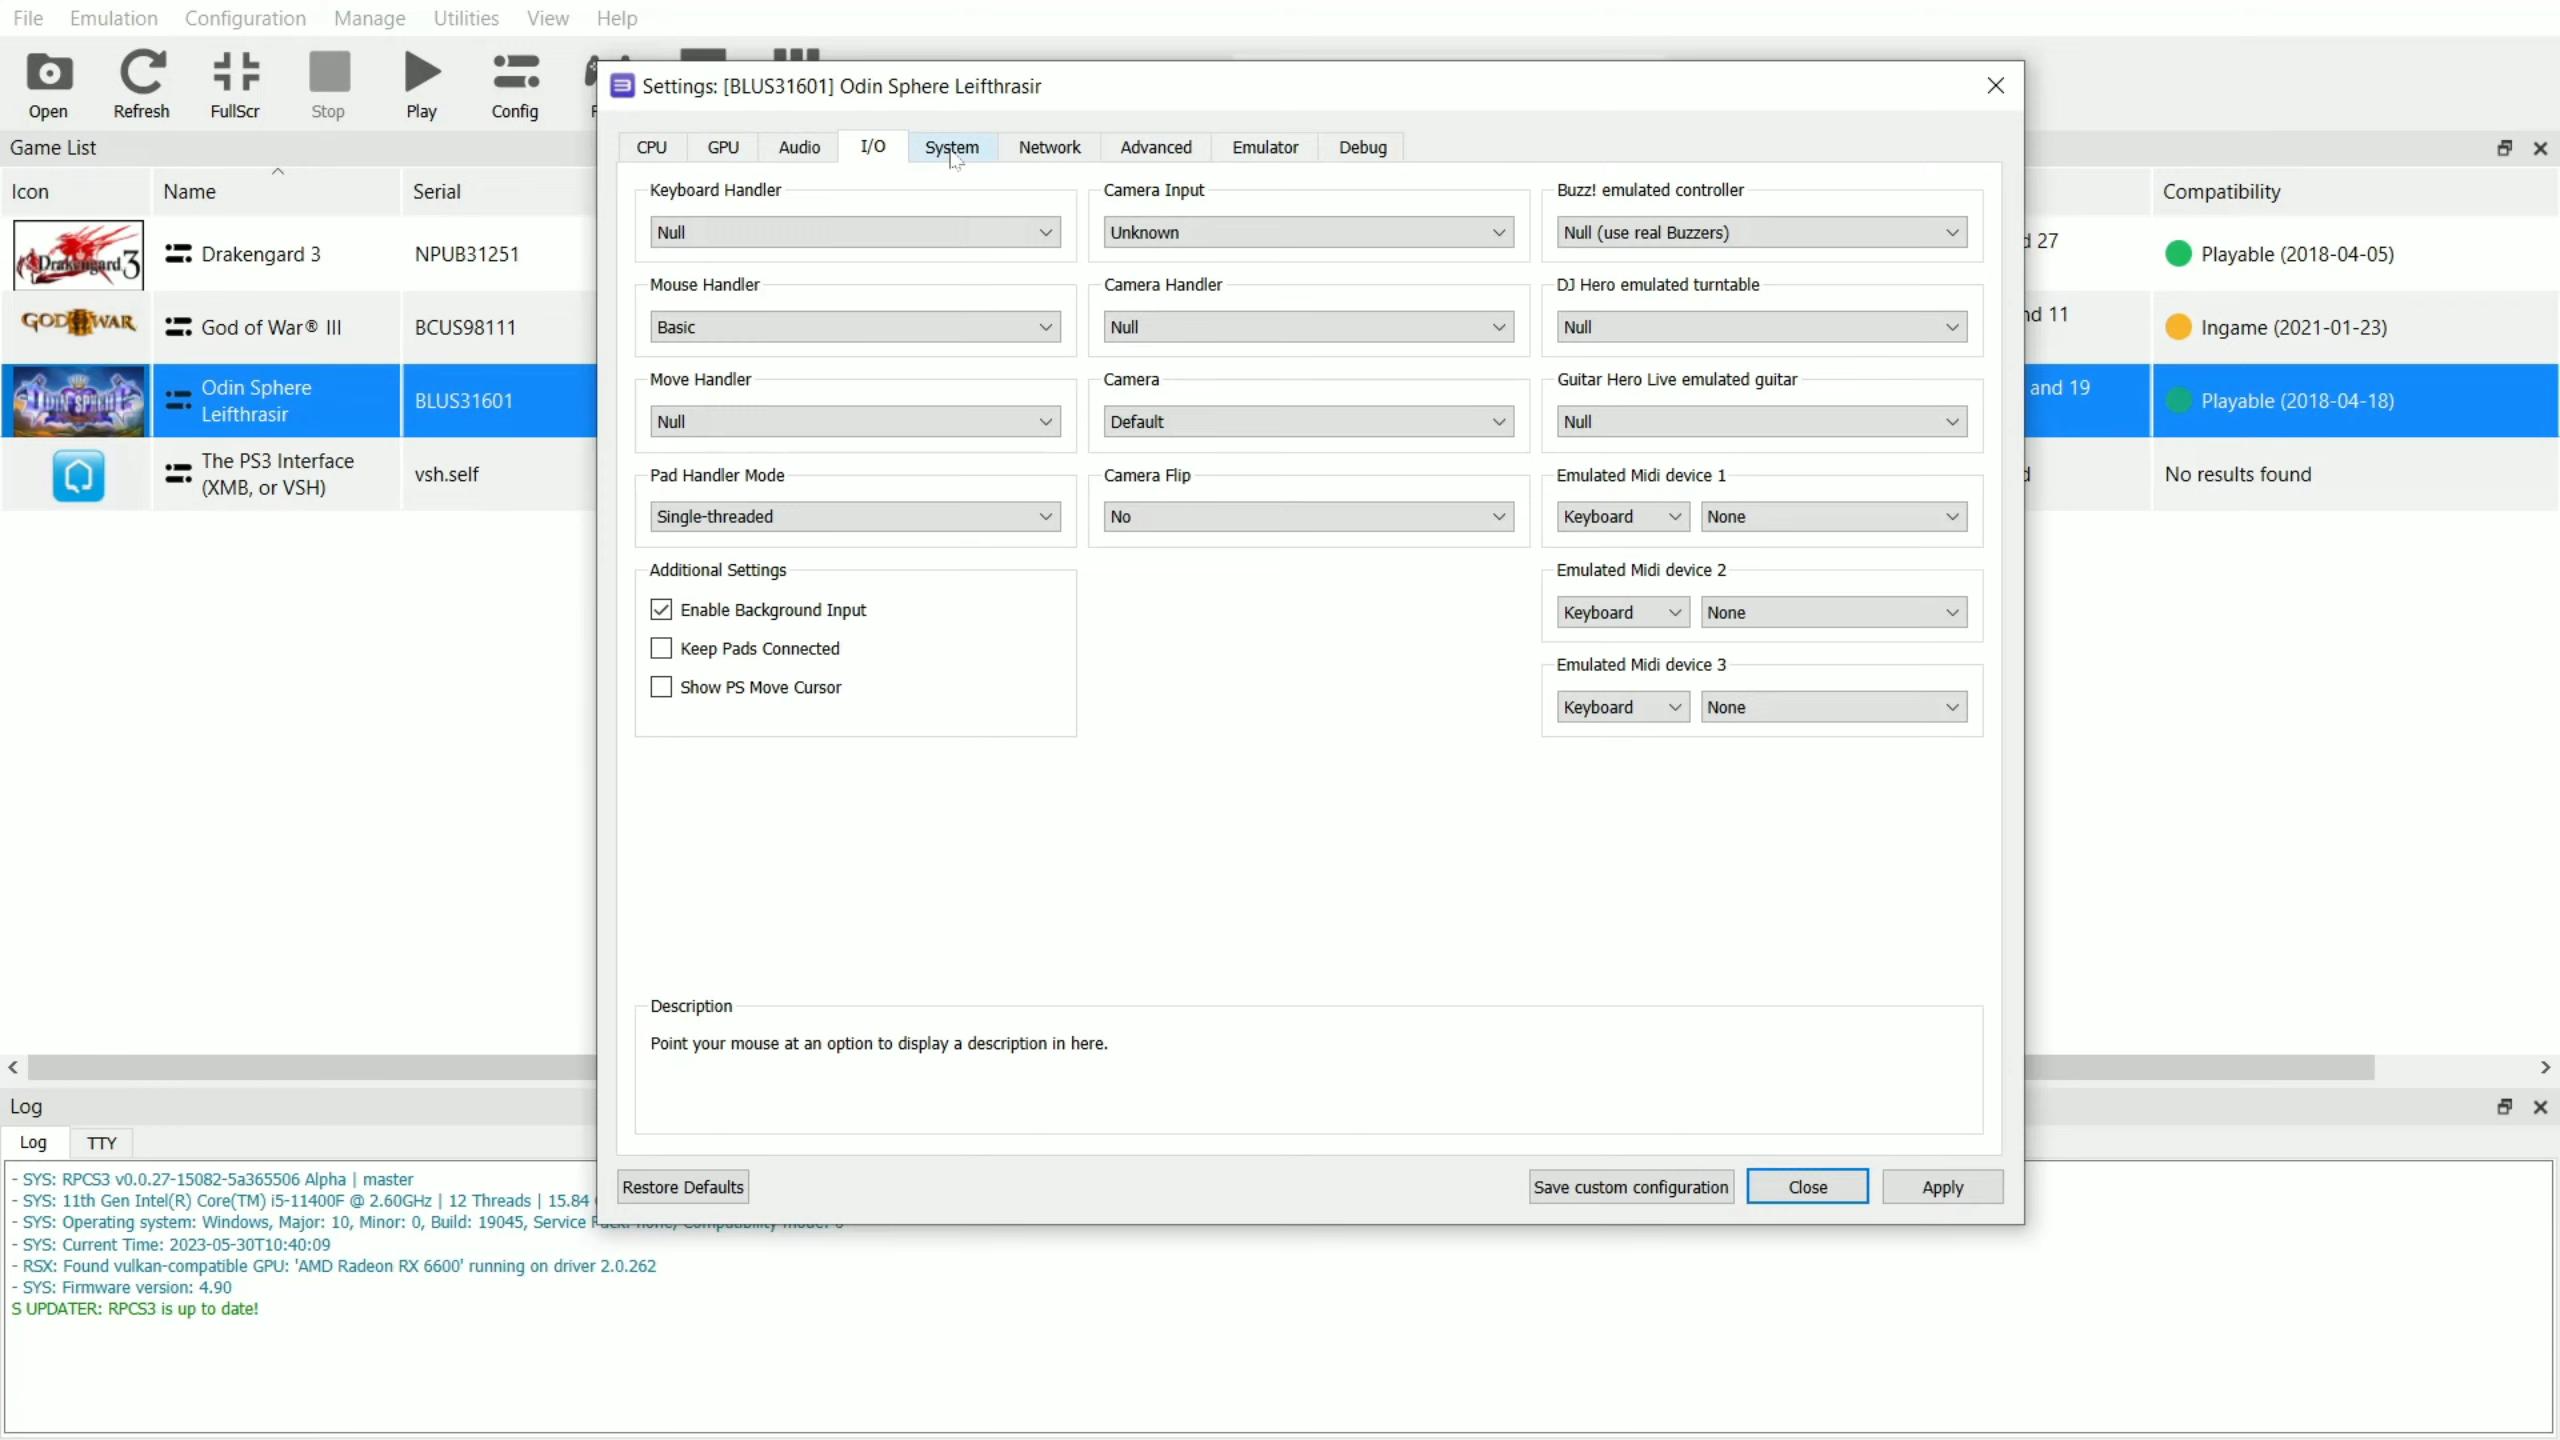 File Emulation Configuration Manage Utilities View Help
Open Refresh FullScr Stop Play Config
Settings: [BLUS31601] Odin Sphere Leifthrasir
Game List
CPU GPU Audio I/O System Network Advanced Emulator Debug
Icon Name Serial Compatibility
Drakengard 3
Drakengard 3 NPUB31251 27 Playable (2018-04-05)
GOD WAR
God of War® III BCUS98111 nd 11 Ingame (2021-01-23)
ODIN SPHERE
Odin Sphere
Leifthrasir
BLUS31601 and 19 Playable (2018-04-18)
The PS3 Interface
(XMB, or VSH)
vsh.self d No results found
Keyboard Handler
Null
Mouse Handler
Basic
Move Handler
Null
Pad Handler Mode
Single-threaded
Additional Settings
Enable Background Input
Keep Pads Connected
Show PS Move Cursor
Camera Input
Unknown
Camera Handler
Null
Camera
Default
Camera Flip
No
Buzz! emulated controller
Null (use real Buzzers)
DJ Hero emulated turntable
Null
Guitar Hero Live emulated guitar
Null
Emulated Midi device 1
Keyboard None
Emulated Midi device 2
Keyboard None
Emulated Midi device 3
Keyboard None
Description
Point your mouse at an option to display a description in here.
Restore Defaults Save custom configuration Close Apply
Log
Log TTY
- SYS: RPCS3 v0.0.27-15082-5a365506 Alpha | master
- SYS: 11th Gen Intel(R) Core(TM) i5-11400F @ 2.60GHz | 12 Threads | 15.84
- SYS: Operating system: Windows, Major: 10, Minor: 0, Build: 19045, Service
- SYS: Current Time: 2023-05-30T10:40:09
- RSX: Found vulkan-compatible GPU: 'AMD Radeon RX 6600' running on driver 2.0.262
- SYS: Firmware version: 4.90
S UPDATER: RPCS3 is up to date!